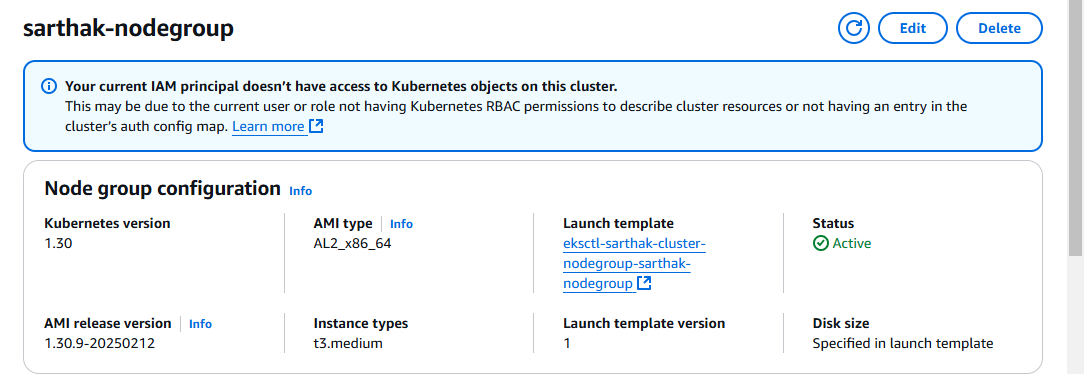 sarthak-nodegroup
Edit
Delete
Your current IAM principal doesn't have access to Kubernetes objects on this cluster.
This may be due to the current user or role not having Kubernetes RBAC permissions to describe cluster resources or not having an entry in the
cluster's auth config map. Learn more
Node group configuration Info
Kubernetes version
1.30
AMI type Info
AL2_x86_64
Launch template
eksctl-sarthak-cluster-
nodegroup-sarthak-
nodegroup
Status
Active
AMI release version Info
1.30.9-20250212
Instance types
t3.medium
Launch template version
1
Disk size
Specified in launch template